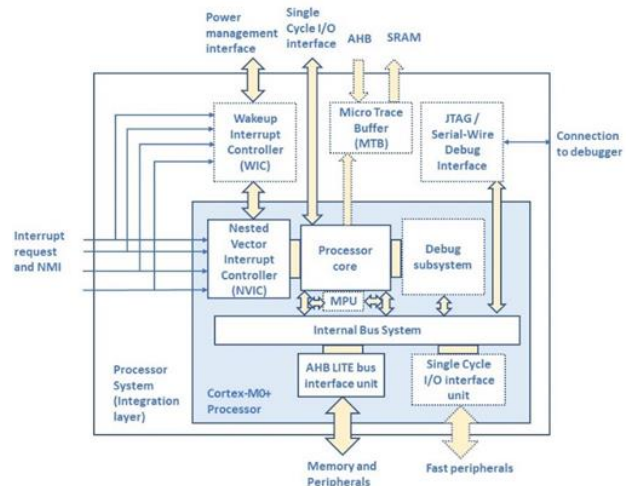 Power
management
interface
Single
Cycle I/O
interface
AHB
SRAM
Wakeup
Interrupt
Controller
(WIC)
Micro Trace
Buffer
(MTB)
JTAG /
Serial-Wire
Debug
Interface
Connection
to debugger
Interrupt
request
and NMI
Nested
Vector
Interrupt
Controller
(NVIC)
Processor
core
Debug
subsystem
MPU
Internal Bus System
Processor
System
(Integration
layer)
Cortex-M0+
Processor
AHB LITE bus
interface unit
Single Cycle
I/O interface
unit
Memory and
Peripherals
Fast peripherals